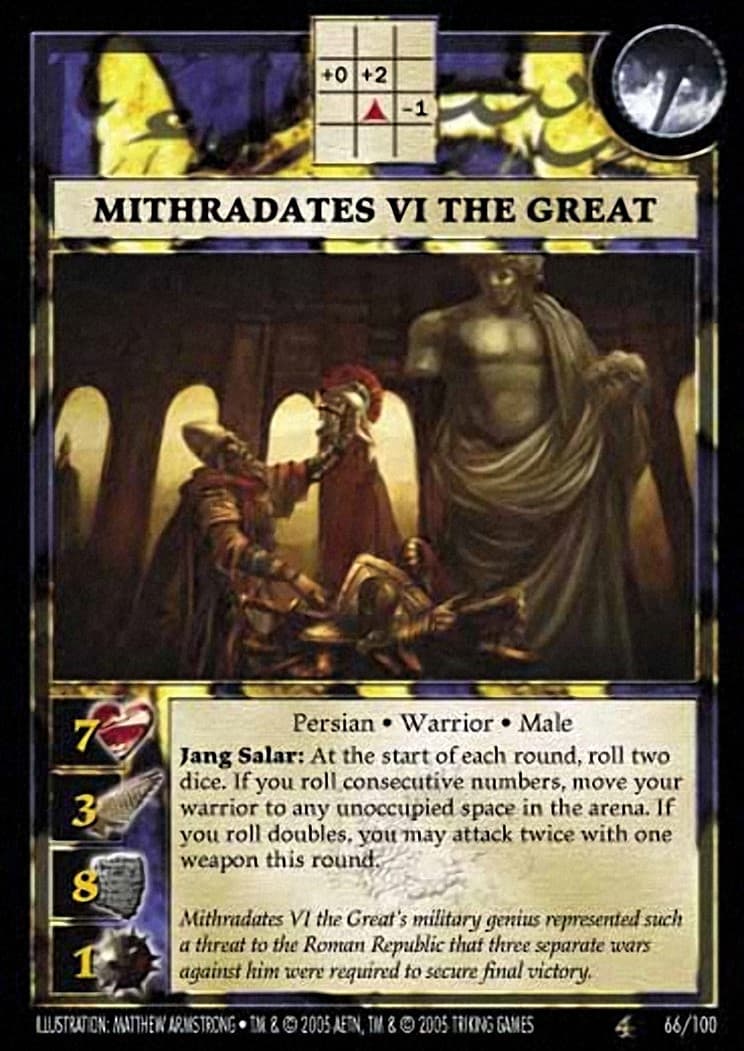 +0 +2
-1
MITHRADATES VI THE GREAT
Persian • Warrior • Male
7
Jang Salar: At the start of each round, roll two
dice. If you roll consecutive numbers, move your
3
warrior to any unoccupied space in the arena. If
you roll doubles, you may attack twice with one
weapon this round.
8
Mithradates VI the Great's military genius represented such
a threat to the Roman Republic that three separate wars
1
against him were required to secure final victory.
ILLUSTRATION: MATTHEW ARMSTRONG • TM & © 2005 AETN, TM & © 2005 TRIKING GAMES
66/100